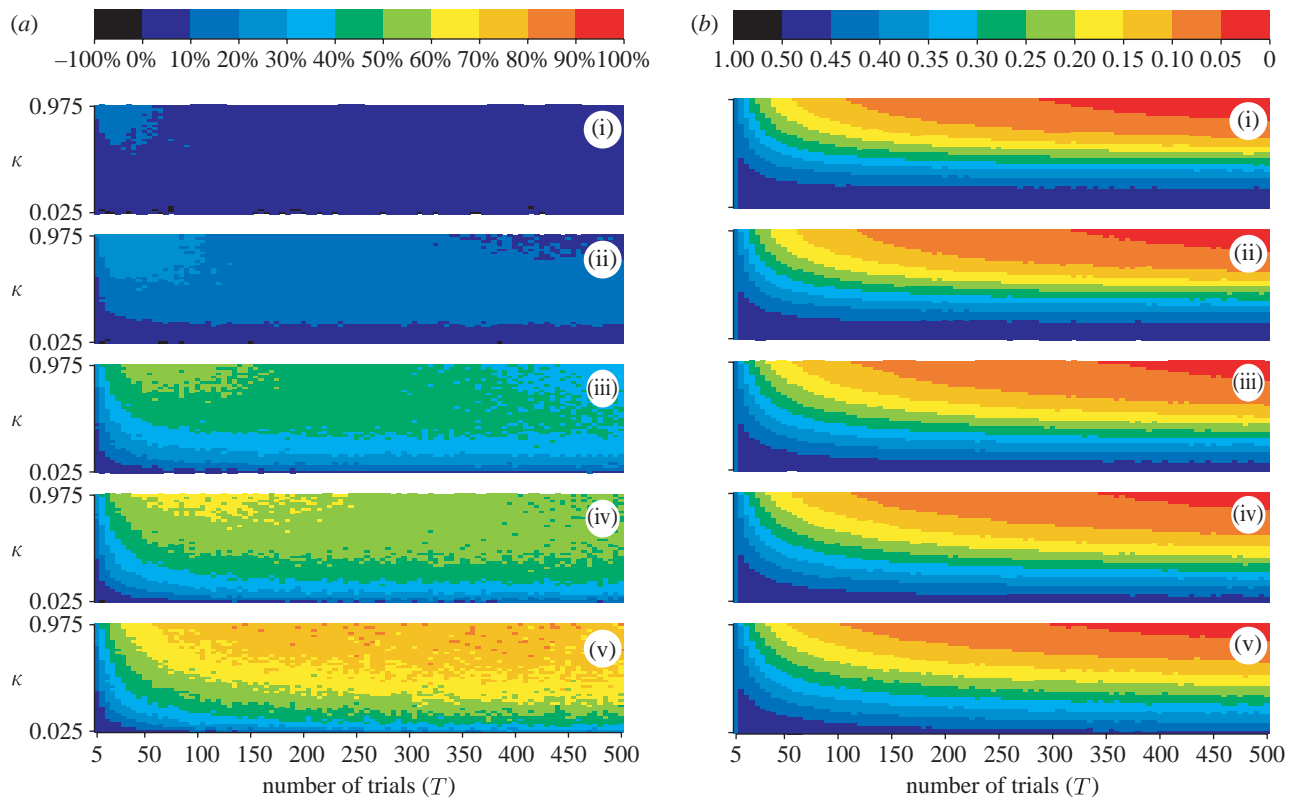 (a)
–100% 0% 10% 20% 30% 40% 50% 60% 70% 80% 90% 100%
0.975
κ
0.025
(i)
0.975
κ
0.025
(ii)
0.975
κ
0.025
(iii)
0.975
κ
0.025
(iv)
0.975
κ
0.025
(v)
5 50 100 150 200 250 300 350 400 450 500
number of trials (T)
(b)
1.00 0.50 0.45 0.40 0.35 0.30 0.25 0.20 0.15 0.10 0.05 0
(i)
(ii)
(iii)
(iv)
(v)
5 50 100 150 200 250 300 350 400 450 500
number of trials (T)